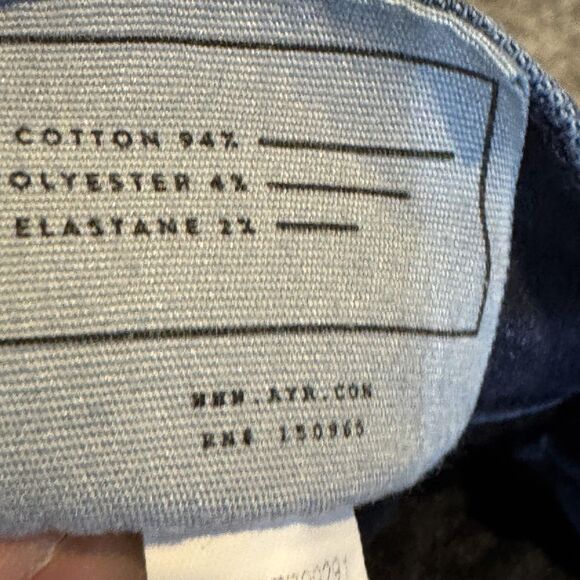 COTTON 94%
OLYESTER 4%
ELASTANE 2%
WWW.AYR.COM
RN# 150965